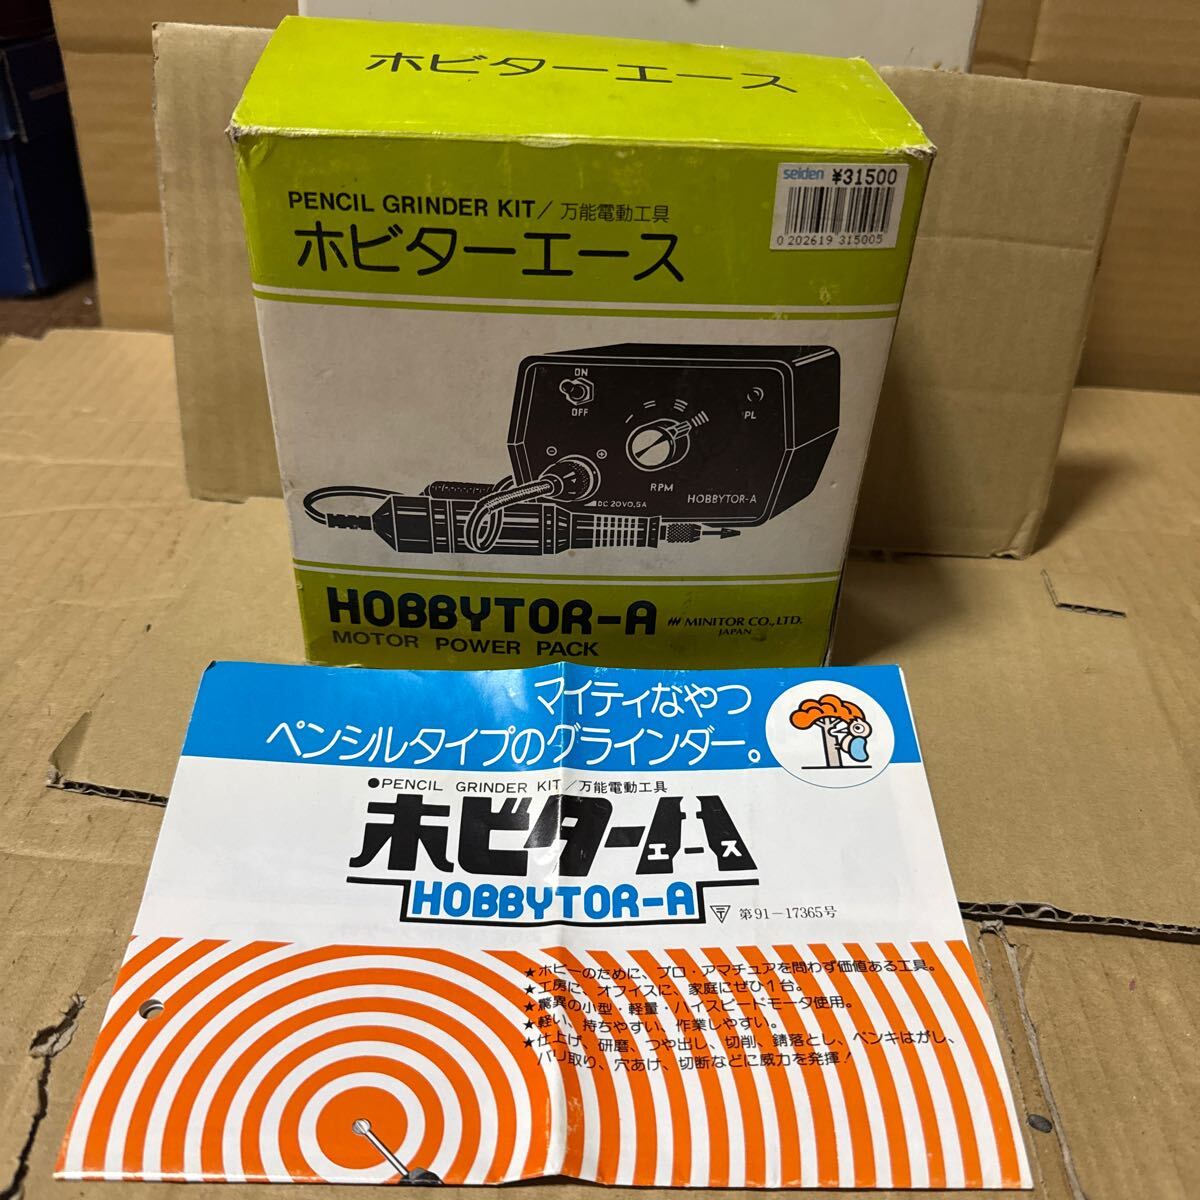 ホビターエース
seiden ¥31500
0 202619 315005
PENCIL GRINDER KIT/万能電動工具
ホビターエース
ON
OFF
PL
RPM
DC 20V0.5A
HOBBYTOR-A
HOBBYTOR-A
MINITOR CO.,LTD.
JAPAN
MOTOR POWER PACK
マイティなやつ
ペンシルタイプのグラインダー。
●PENCIL GRINDER KIT/万能電動工具
ホビターA
エース
HOBBYTOR-A
〒 第91-17365号
★ホビーのために、プロ・アマチュアを問わず価値ある工具。
★工房に、オフィスに、家庭にぜひ1台。
★驚異の小型・軽量・ハイスピードモータ使用。
★軽い、持ちやすい、作業しやすい。
★仕上げ、研磨、つや出し、切削、錆落とし、ペンキはがし、
バリ取り、穴あけ、切断などに威力を発揮!